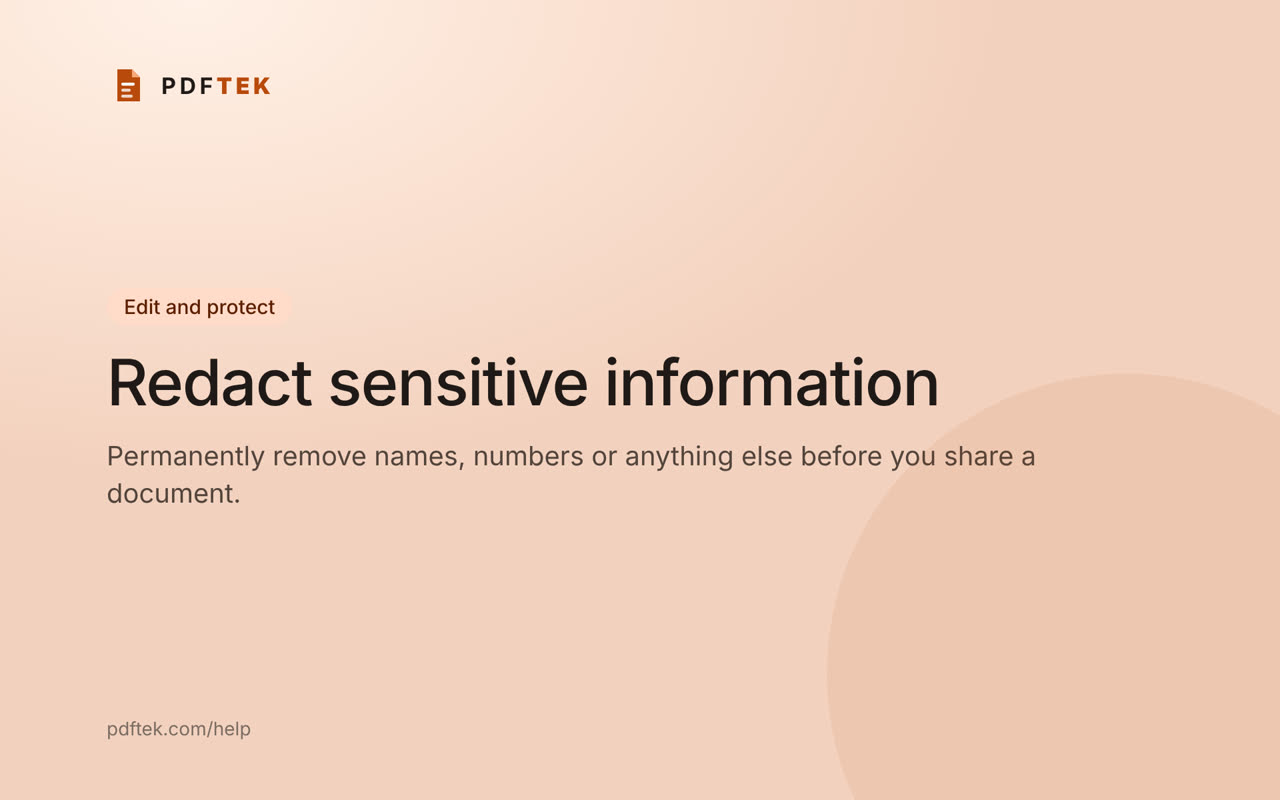 PDFTEK
Edit and protect
Redact sensitive information
Permanently remove names, numbers or anything else before you share a
document.
pdftek.com/help